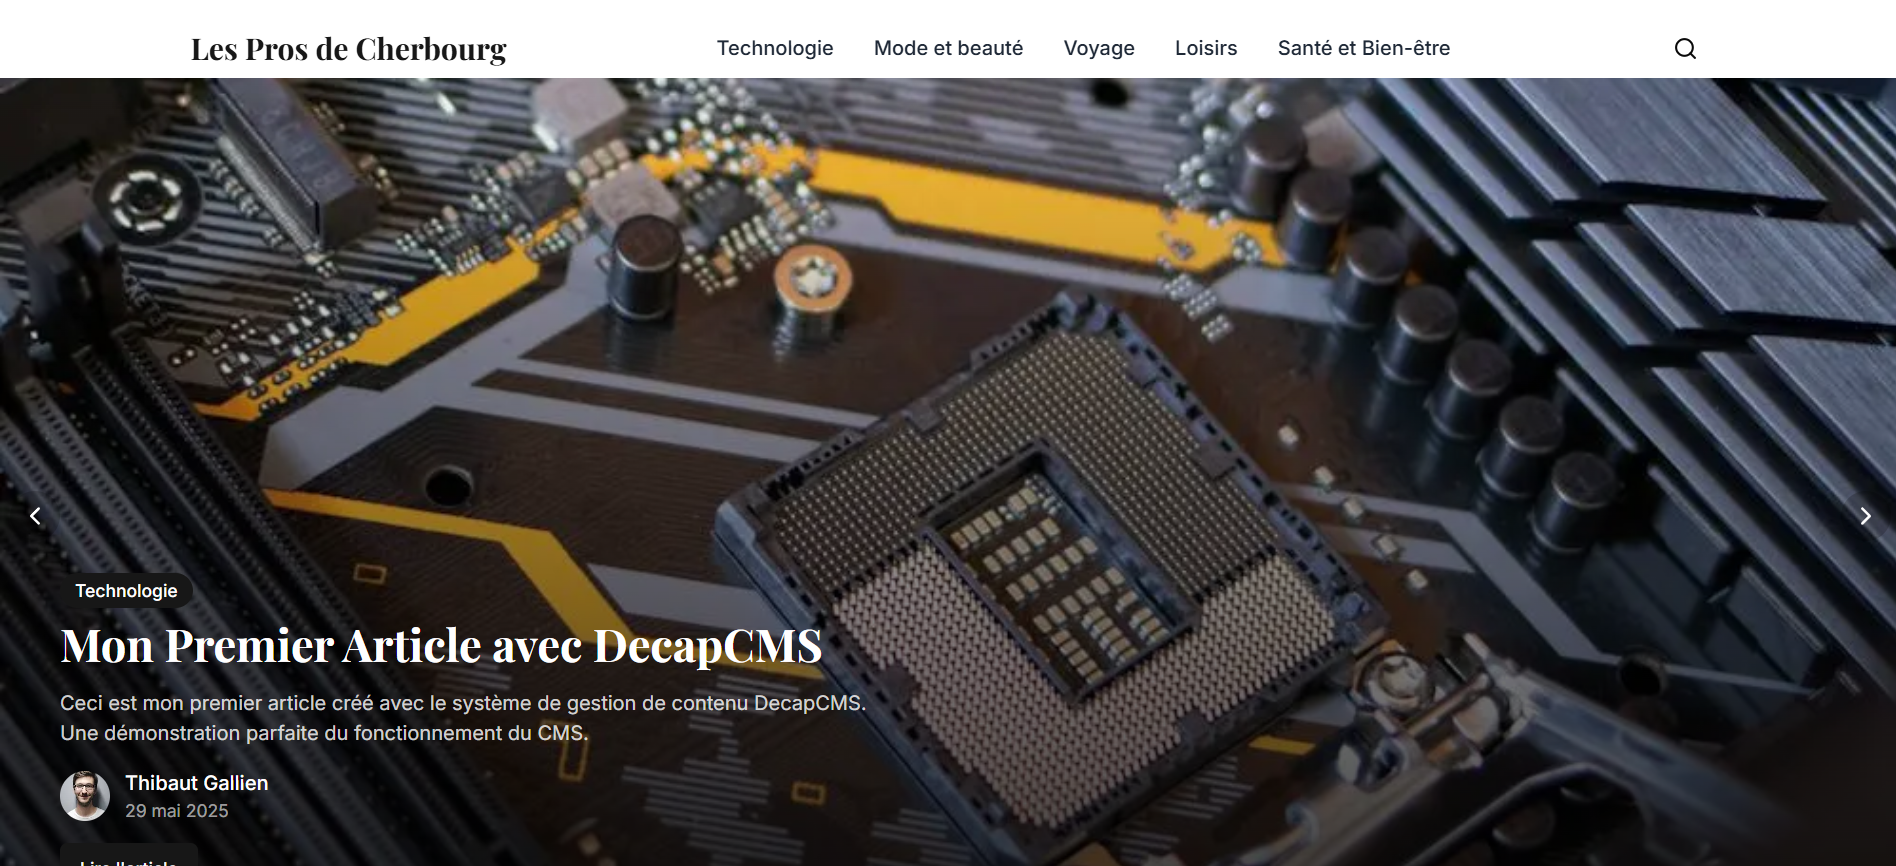 Les Pros de Cherbourg
Technologie Mode et beauté Voyage Loisirs Santé et Bien-être
Technologie
Mon Premier Article avec DecapCMS
Ceci est mon premier article créé avec le système de gestion de contenu DecapCMS.
Une démonstration parfaite du fonctionnement du CMS.
Thibaut Gallien
29 mai 2025
Lire l'article